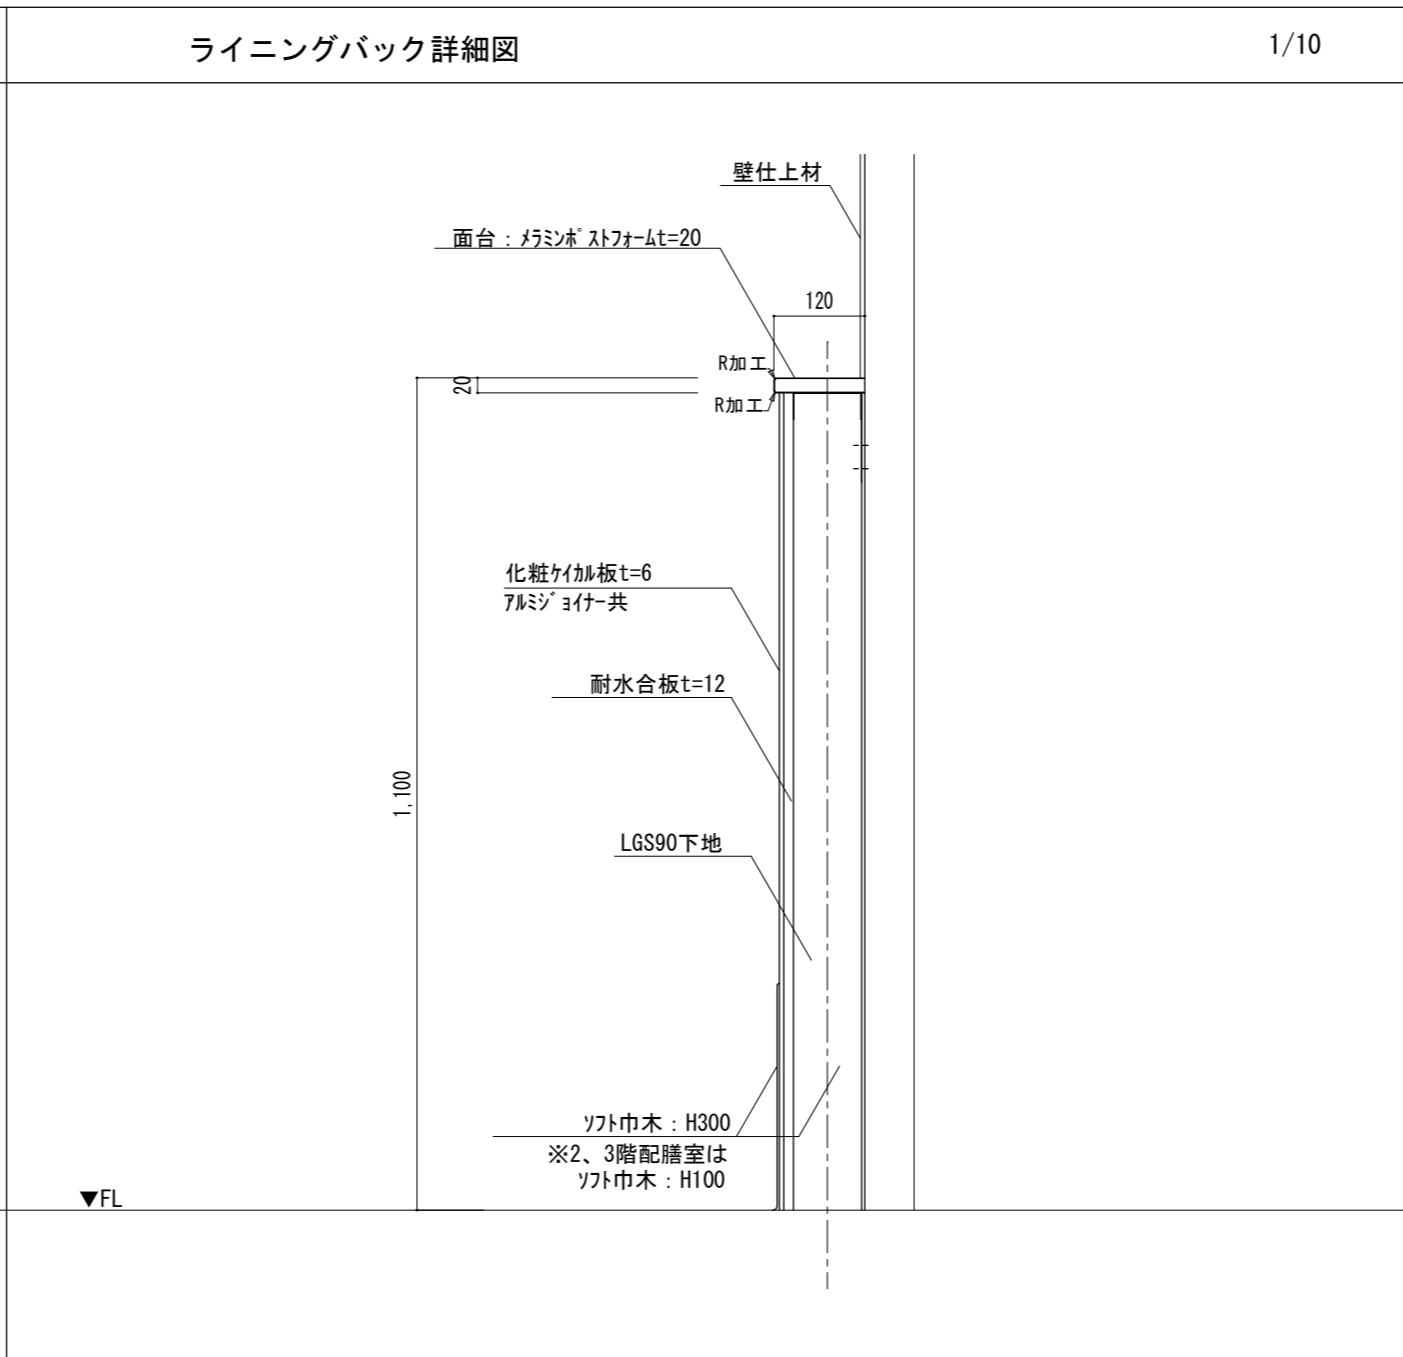 ライニングバック詳細図
1/10
壁仕上材
面台：ﾒﾗﾐﾝﾎﾟｽﾄﾌｫｰﾑt=20
120
R加工
20
R加工
化粧ｹｲｶﾙ板t=6
ｱﾙﾐｼﾞｮｲﾅｰ共
耐水合板t=12
1,100
LGS90下地
ｿﾌﾄ巾木：H300
※2、3階配膳室は
ｿﾌﾄ巾木：H100
▼FL